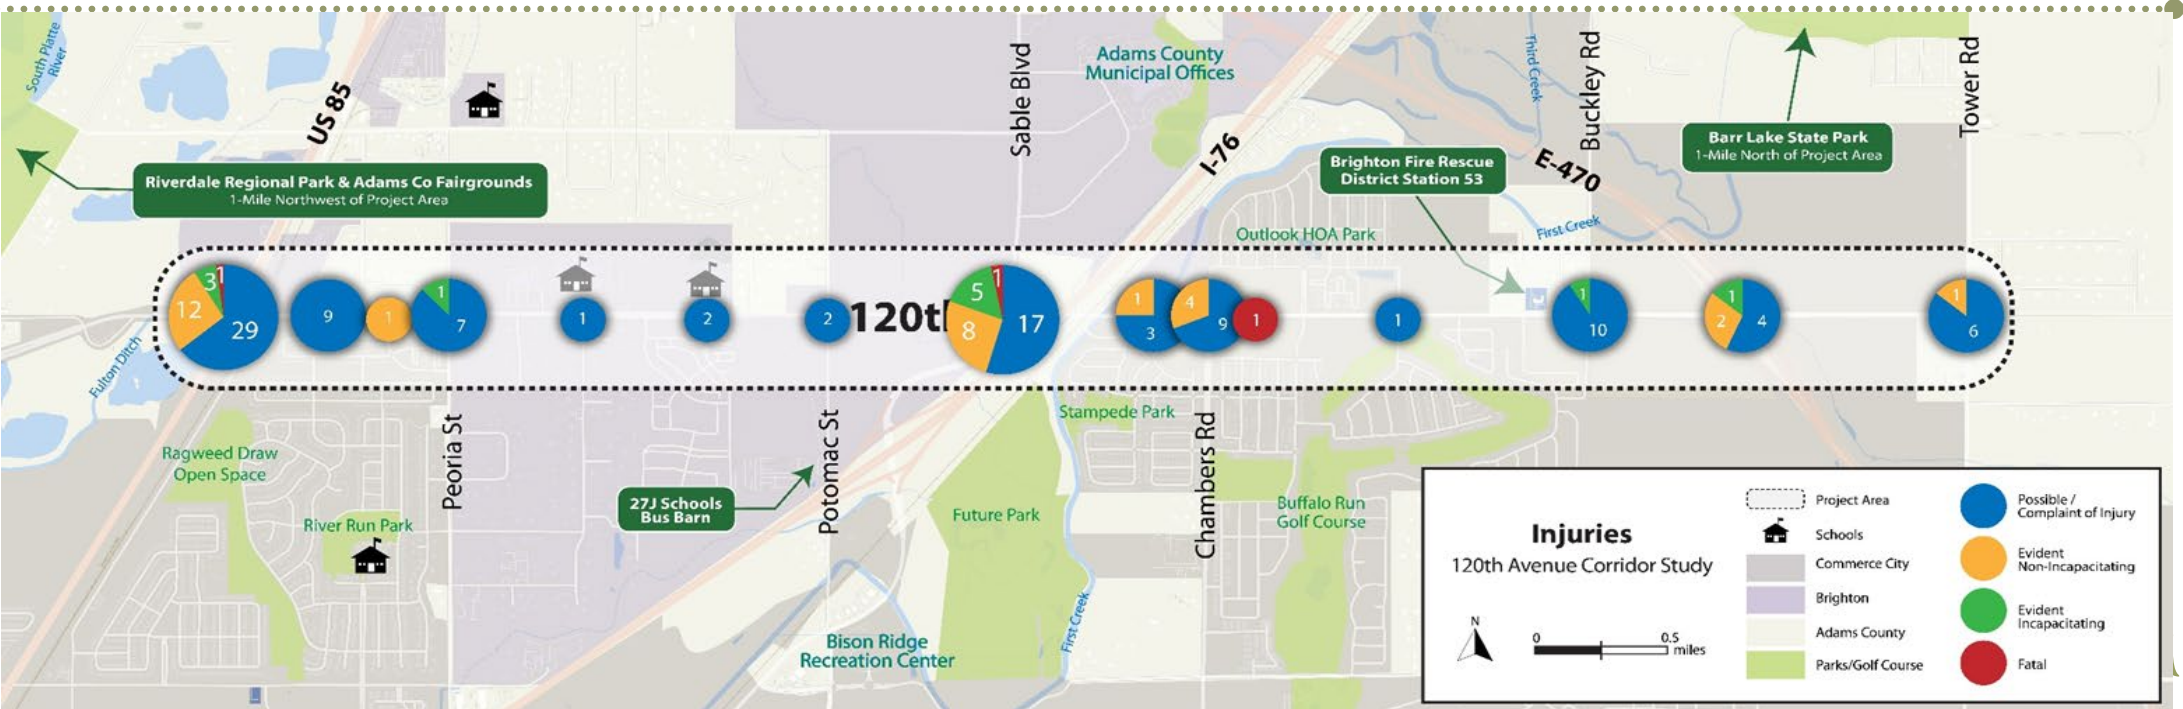 South Platte
River
US 85
Sable Blvd
Adams County
Municipal Offices
I-76
Third Creek
Buckley Rd
E-470
Tower Rd
Barr Lake State Park
1-Mile North of Project Area
Brighton Fire Rescue
District Station 53
Riverdale Regional Park & Adams Co Fairgrounds
1-Mile Northwest of Project Area
Outlook HOA Park
First Creek
3
1
12
29
9
1
1
7
1
2
2
120t
5
1
8
17
1
3
4
9
1
1
1
10
1
2
4
1
6
Fulton Ditch
Ragweed Draw
Open Space
River Run Park
Peoria St
27J Schools
Bus Barn
Potomac St
Stampede Park
Future Park
Chambers Rd
Buffalo Run
Golf Course
First Creek
Bison Ridge
Recreation Center
Injuries
120th Avenue Corridor Study
N
0
0.5
miles
Project Area
Schools
Commerce City
Brighton
Adams County
Parks/Golf Course
Possible /
Complaint of Injury
Evident
Non-Incapacitating
Evident
Incapacitating
Fatal